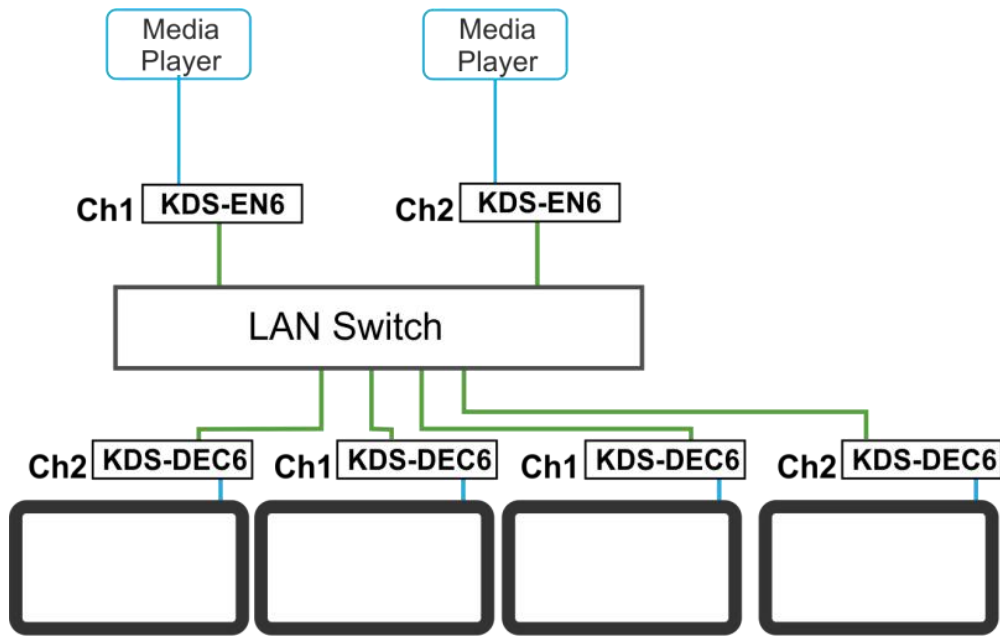 Media
Player
Media
Player
Ch1
KDS-EN6
Ch2
KDS-EN6
LAN Switch
Ch2
KDS-DEC6
Ch1
KDS-DEC6
Ch1
KDS-DEC6
Ch2
KDS-DEC6